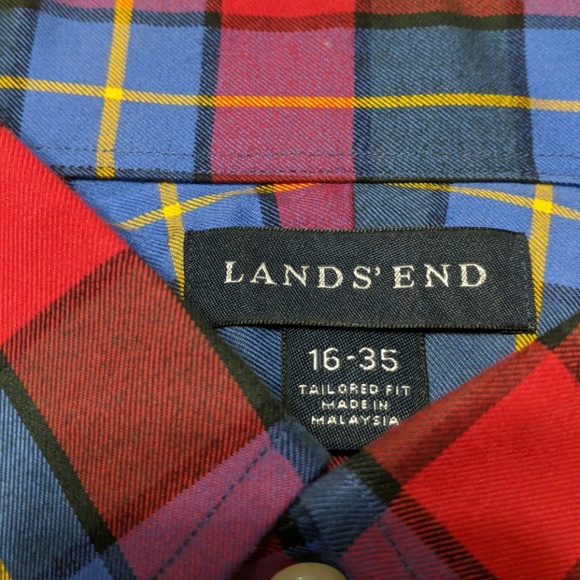 LANDS' END
16-35
TAILORED FIT
MADE IN
MALAYSIA